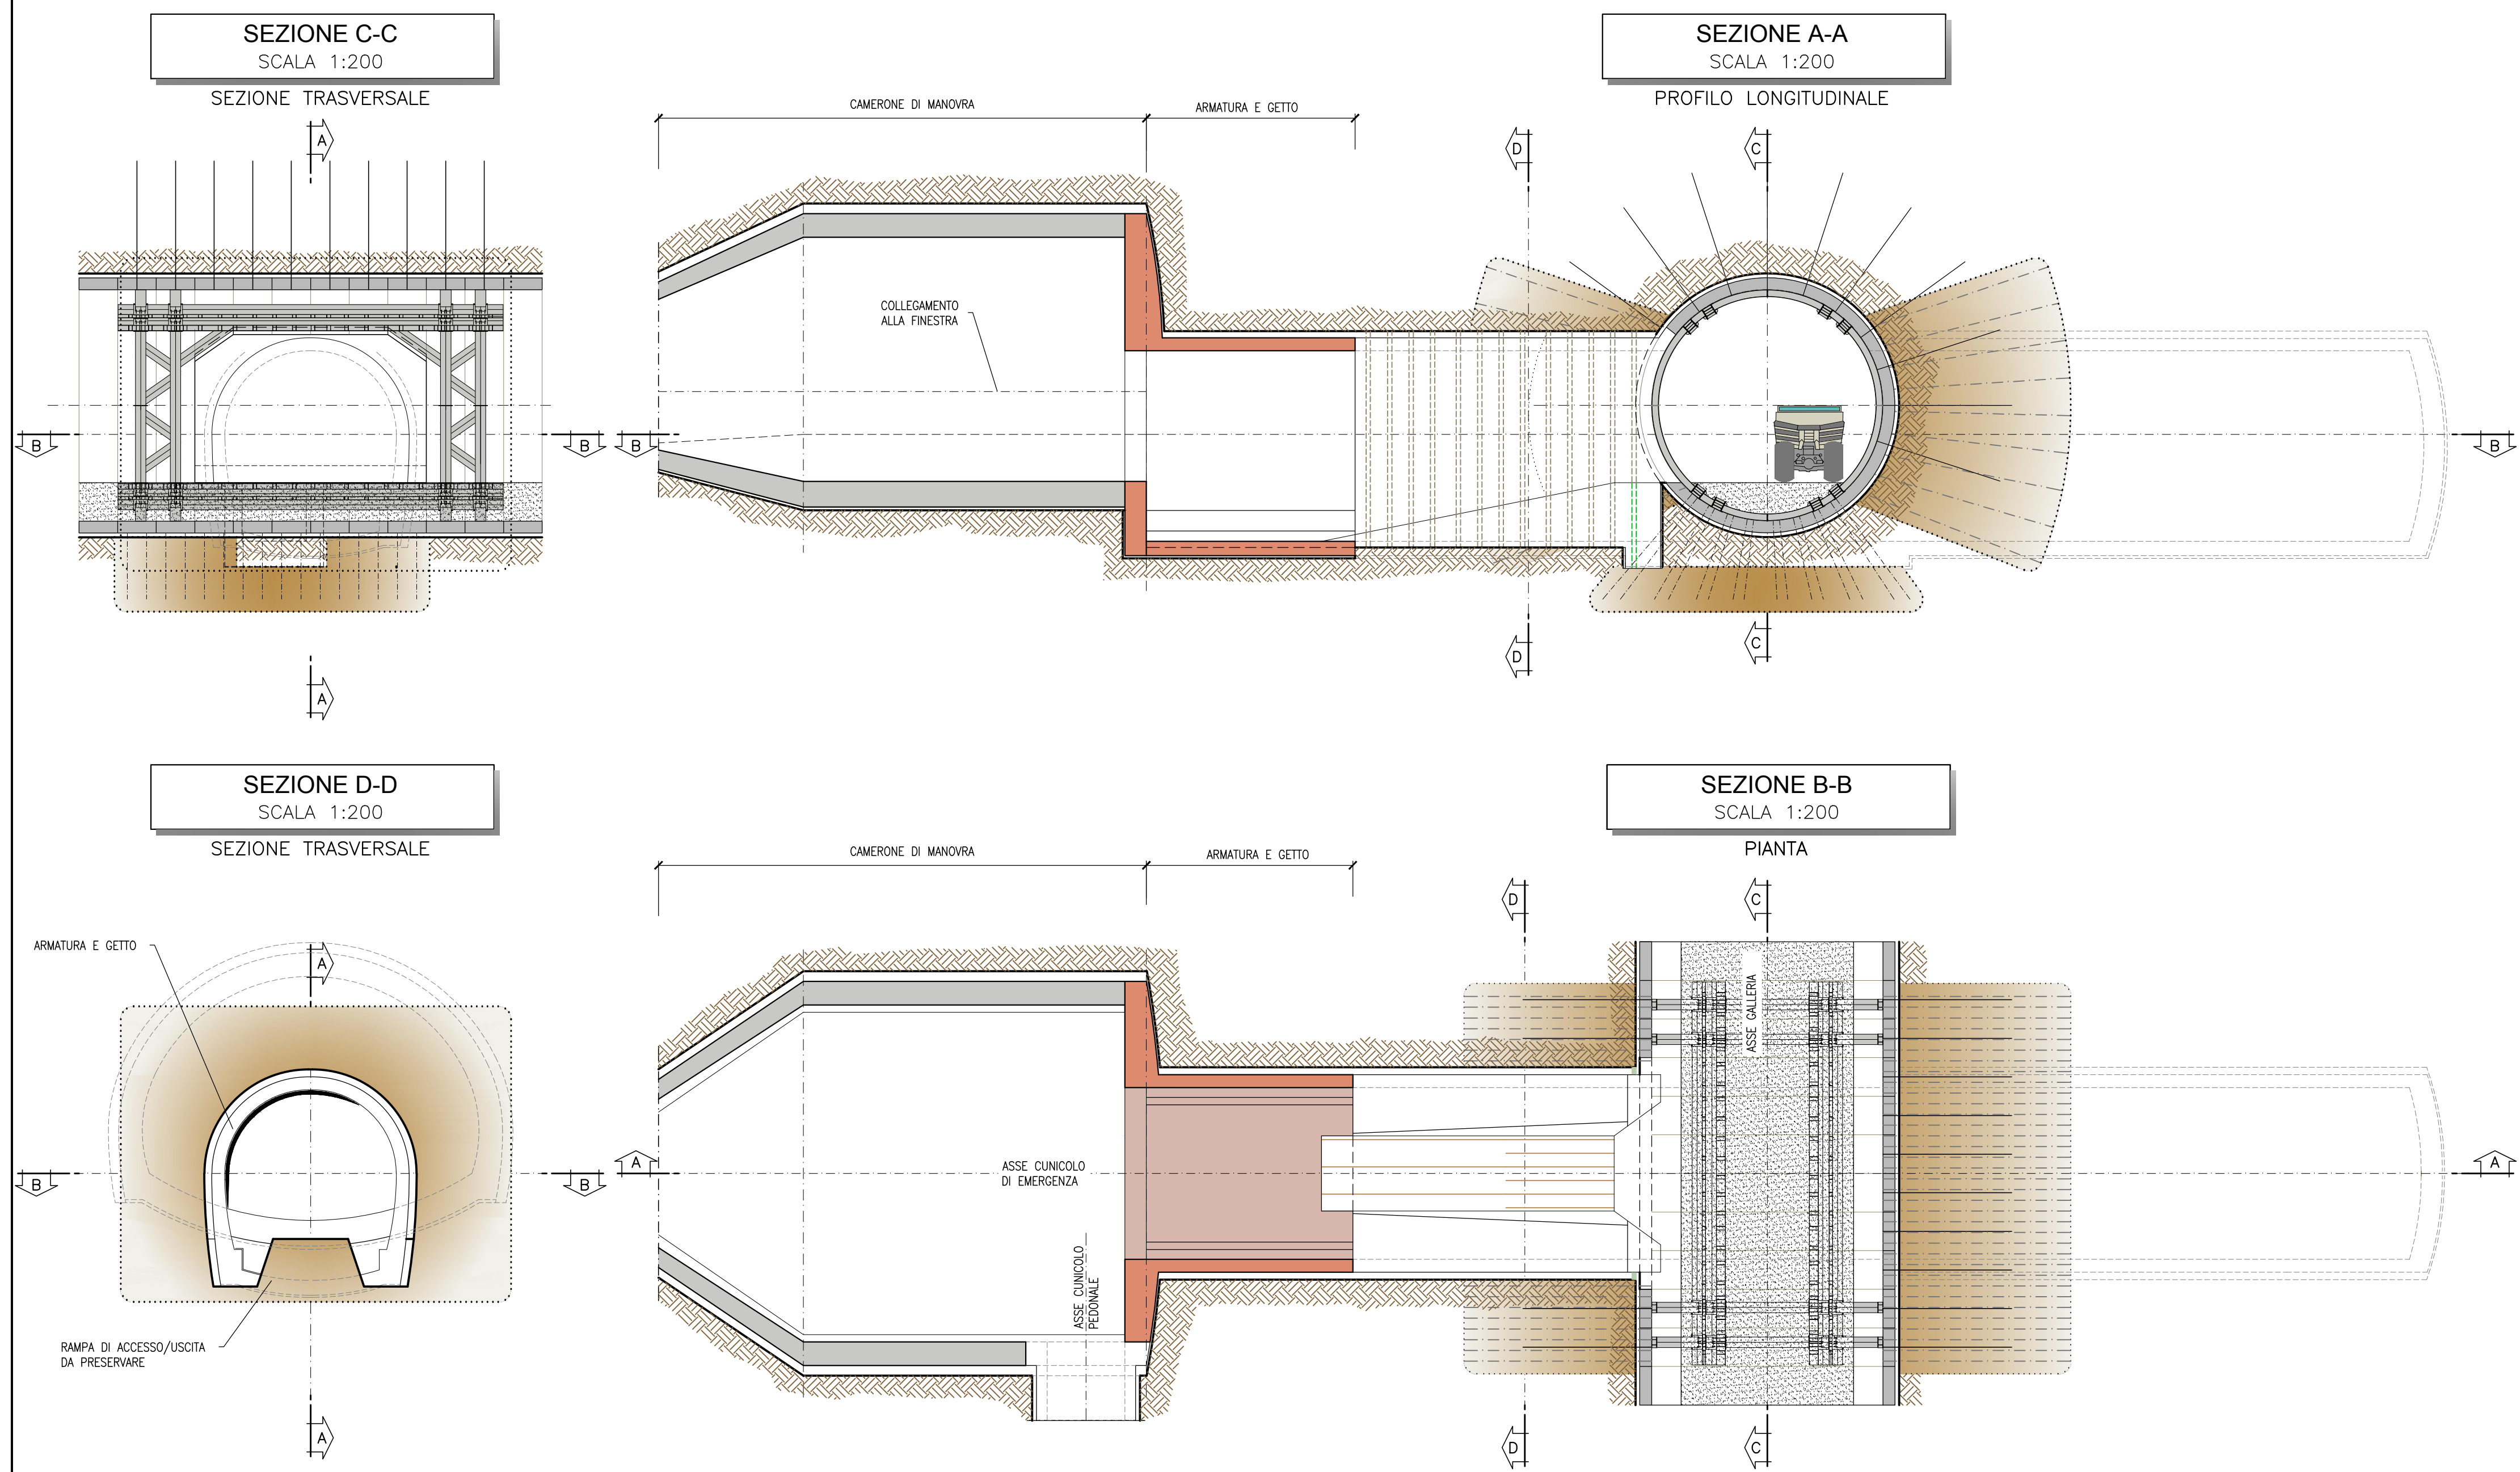 SEZIONE C-C
SCALA 1:200
SEZIONE TRASVERSALE
A
B
B
A
SEZIONE A-A
SCALA 1:200
PROFILO LONGITUDINALE
CAMERONE DI MANOVRA
ARMATURA E GETTO
D
C
COLLEGAMENTO
ALLA FINESTRA
B
B
D
C
SEZIONE D-D
SCALA 1:200
SEZIONE TRASVERSALE
ARMATURA E GETTO
A
B
B
RAMPA DI ACCESSO/USCITA
DA PRESERVARE
A
SEZIONE B-B
SCALA 1:200
PIANTA
CAMERONE DI MANOVRA
ARMATURA E GETTO
D
C
ASSE GALLERIA
A
ASSE CUNICOLO
DI EMERGENZA
A
ASSE CUNICOLO
PEDONALE
D
C